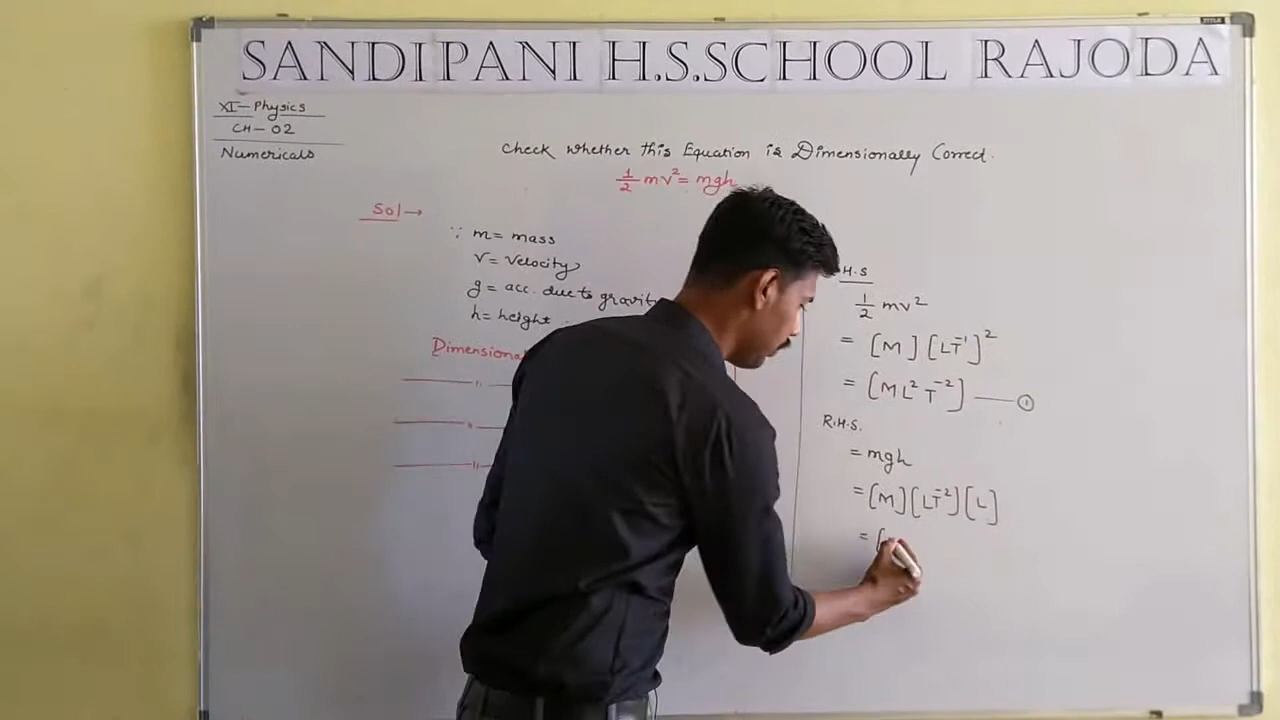 SANDIPANI H.S.SCHOOL RAJODA
XI- Physics
CH-02
Numericals
Check whether this Equation is Dimensionally Correct.
1/2 mv² = mgh
Sol→
∵ m = mass
v = Velocity
g = acc. due to gravity
h = height
Dimensional
H.S
1/2 mv²
= [M][LT⁻¹]²
= [ML²T⁻²] —— ①
R.H.S.
= mgh
= [M][LT⁻²][L]
= [